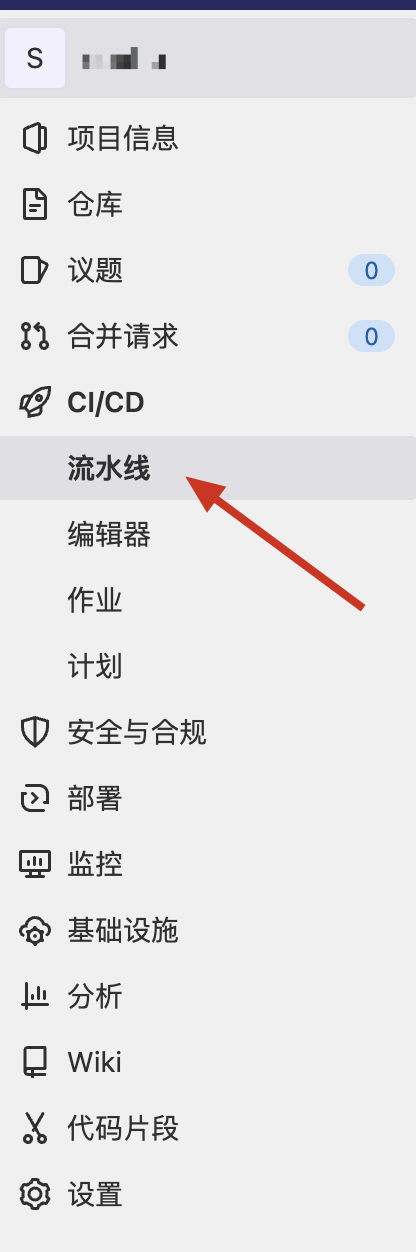 S
项目信息
仓库
议题 0
合并请求 0
CI/CD
流水线
编辑器
作业
计划
安全与合规
部署
监控
基础设施
分析
Wiki
代码片段
设置